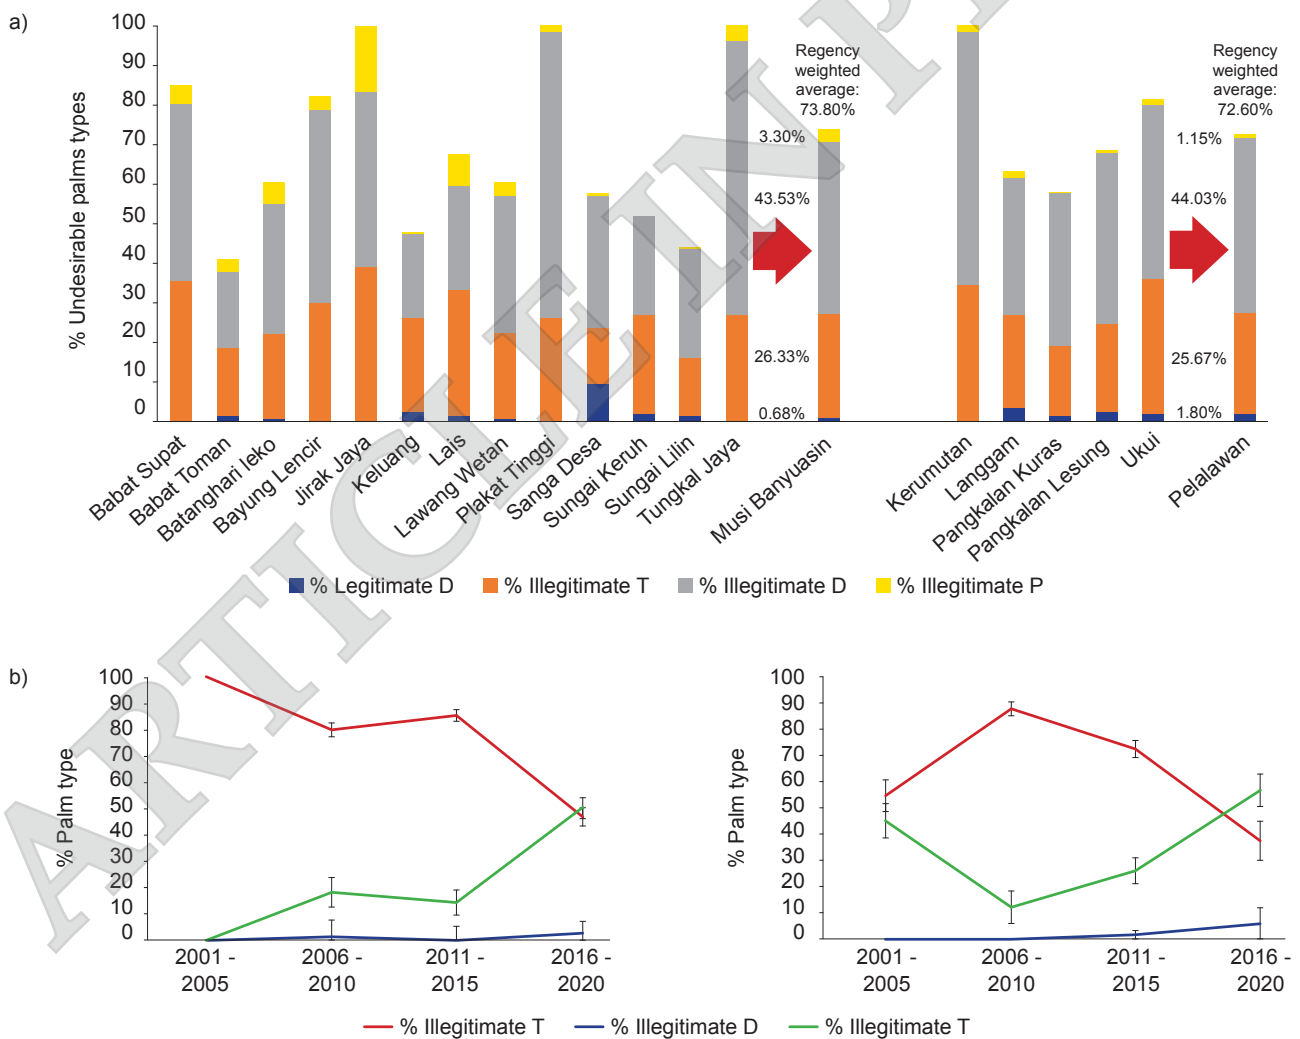 a)
% Undesirable palms types
100
90
80
70
60
50
40
30
20
10
0
Regency
weighted
average:
73.80%
3.30%
43.53%
26.33%
0.68%
Regency
weighted
average:
72.60%
1.15%
44.03%
25.67%
1.80%
Babat Supat
Babat Toman
Batanghari leko
Bayung Lencir
Jirak Jaya
Keluang
Lais
Lawang Wetan
Plakat Tinggi
Sanga Desa
Sungai Keruh
Sungai Lilin
Tungkal Jaya
Musi Banyuasin
Kerumutan
Langgam
Pangkalan Kuras
Pangkalan Lesung
Ukui
Pelalawan
% Legitimate D % Illegitimate T % Illegitimate D % Illegitimate P
b)
% Palm type
100
90
80
70
60
50
40
30
20
10
0
2001 -
2005
2006 -
2010
2011 -
2015
2016 -
2020
% Palm type
100
90
80
70
60
50
40
30
20
10
0
2001 -
2005
2006 -
2010
2011 -
2015
2016 -
2020
% Illegitimate T % Illegitimate D % Illegitimate T
ARTICLE IN P